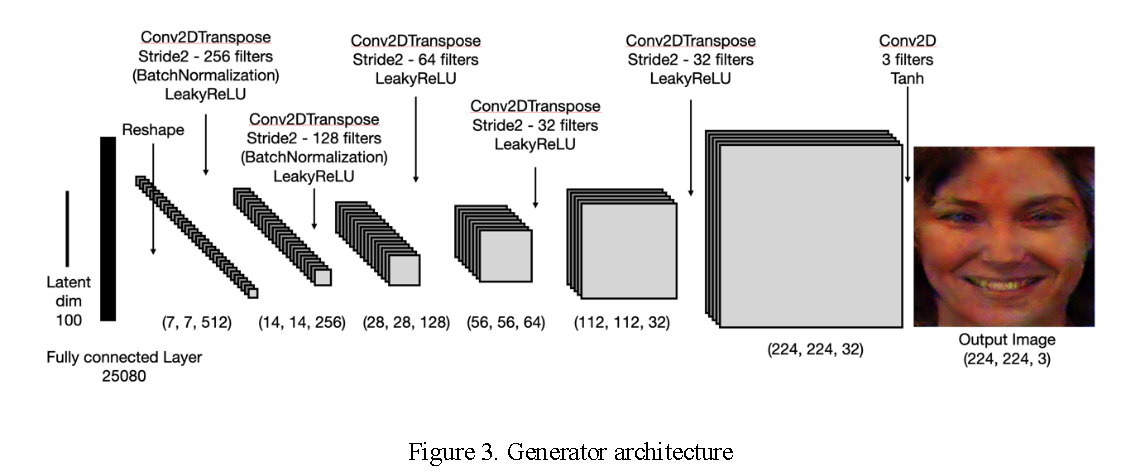 Conv2DTranspose
Stride2 - 256 filters
(BatchNormalization)
LeakyReLU
Conv2DTranspose
Stride2 - 64 filters
LeakyReLU
Conv2DTranspose
Stride2 - 32 filters
LeakyReLU
Conv2D
3 filters
Tanh
Reshape
Conv2DTranspose
Stride2 - 128 filters
(BatchNormalization)
LeakyReLU
Conv2DTranspose
Stride2 - 32 filters
LeakyReLU
Latent
dim
100
(7, 7, 512)
(14, 14, 256)
(28, 28, 128)
(56, 56, 64)
(112, 112, 32)
(224, 224, 32)
Output Image
(224, 224, 3)
Fully connected Layer
25080
Figure 3. Generator architecture